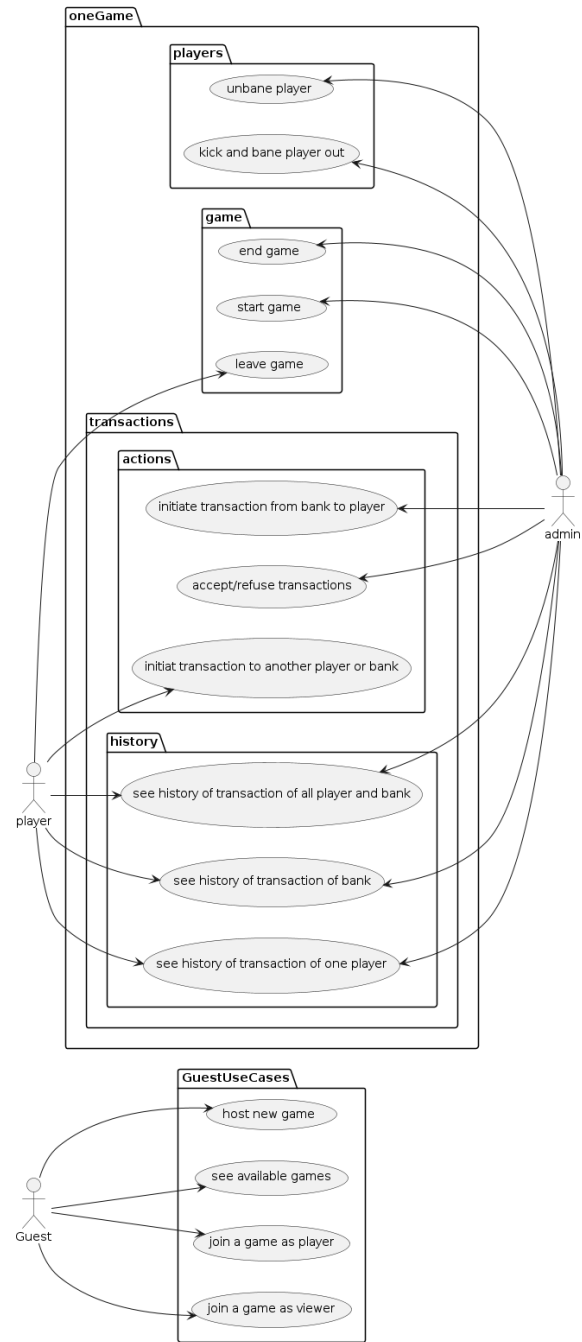 oneGame
players
unbane player
kick and bane player out
game
end game
start game
leave game
transactions
actions
initiate transaction from bank to player
admin
accept/refuse transactions
initiat transaction to another player or bank
history
see history of transaction of all player and bank
player
see history of transaction of bank
see history of transaction of one player
GuestUseCases
host new game
see available games
Guest
join a game as player
join a game as viewer